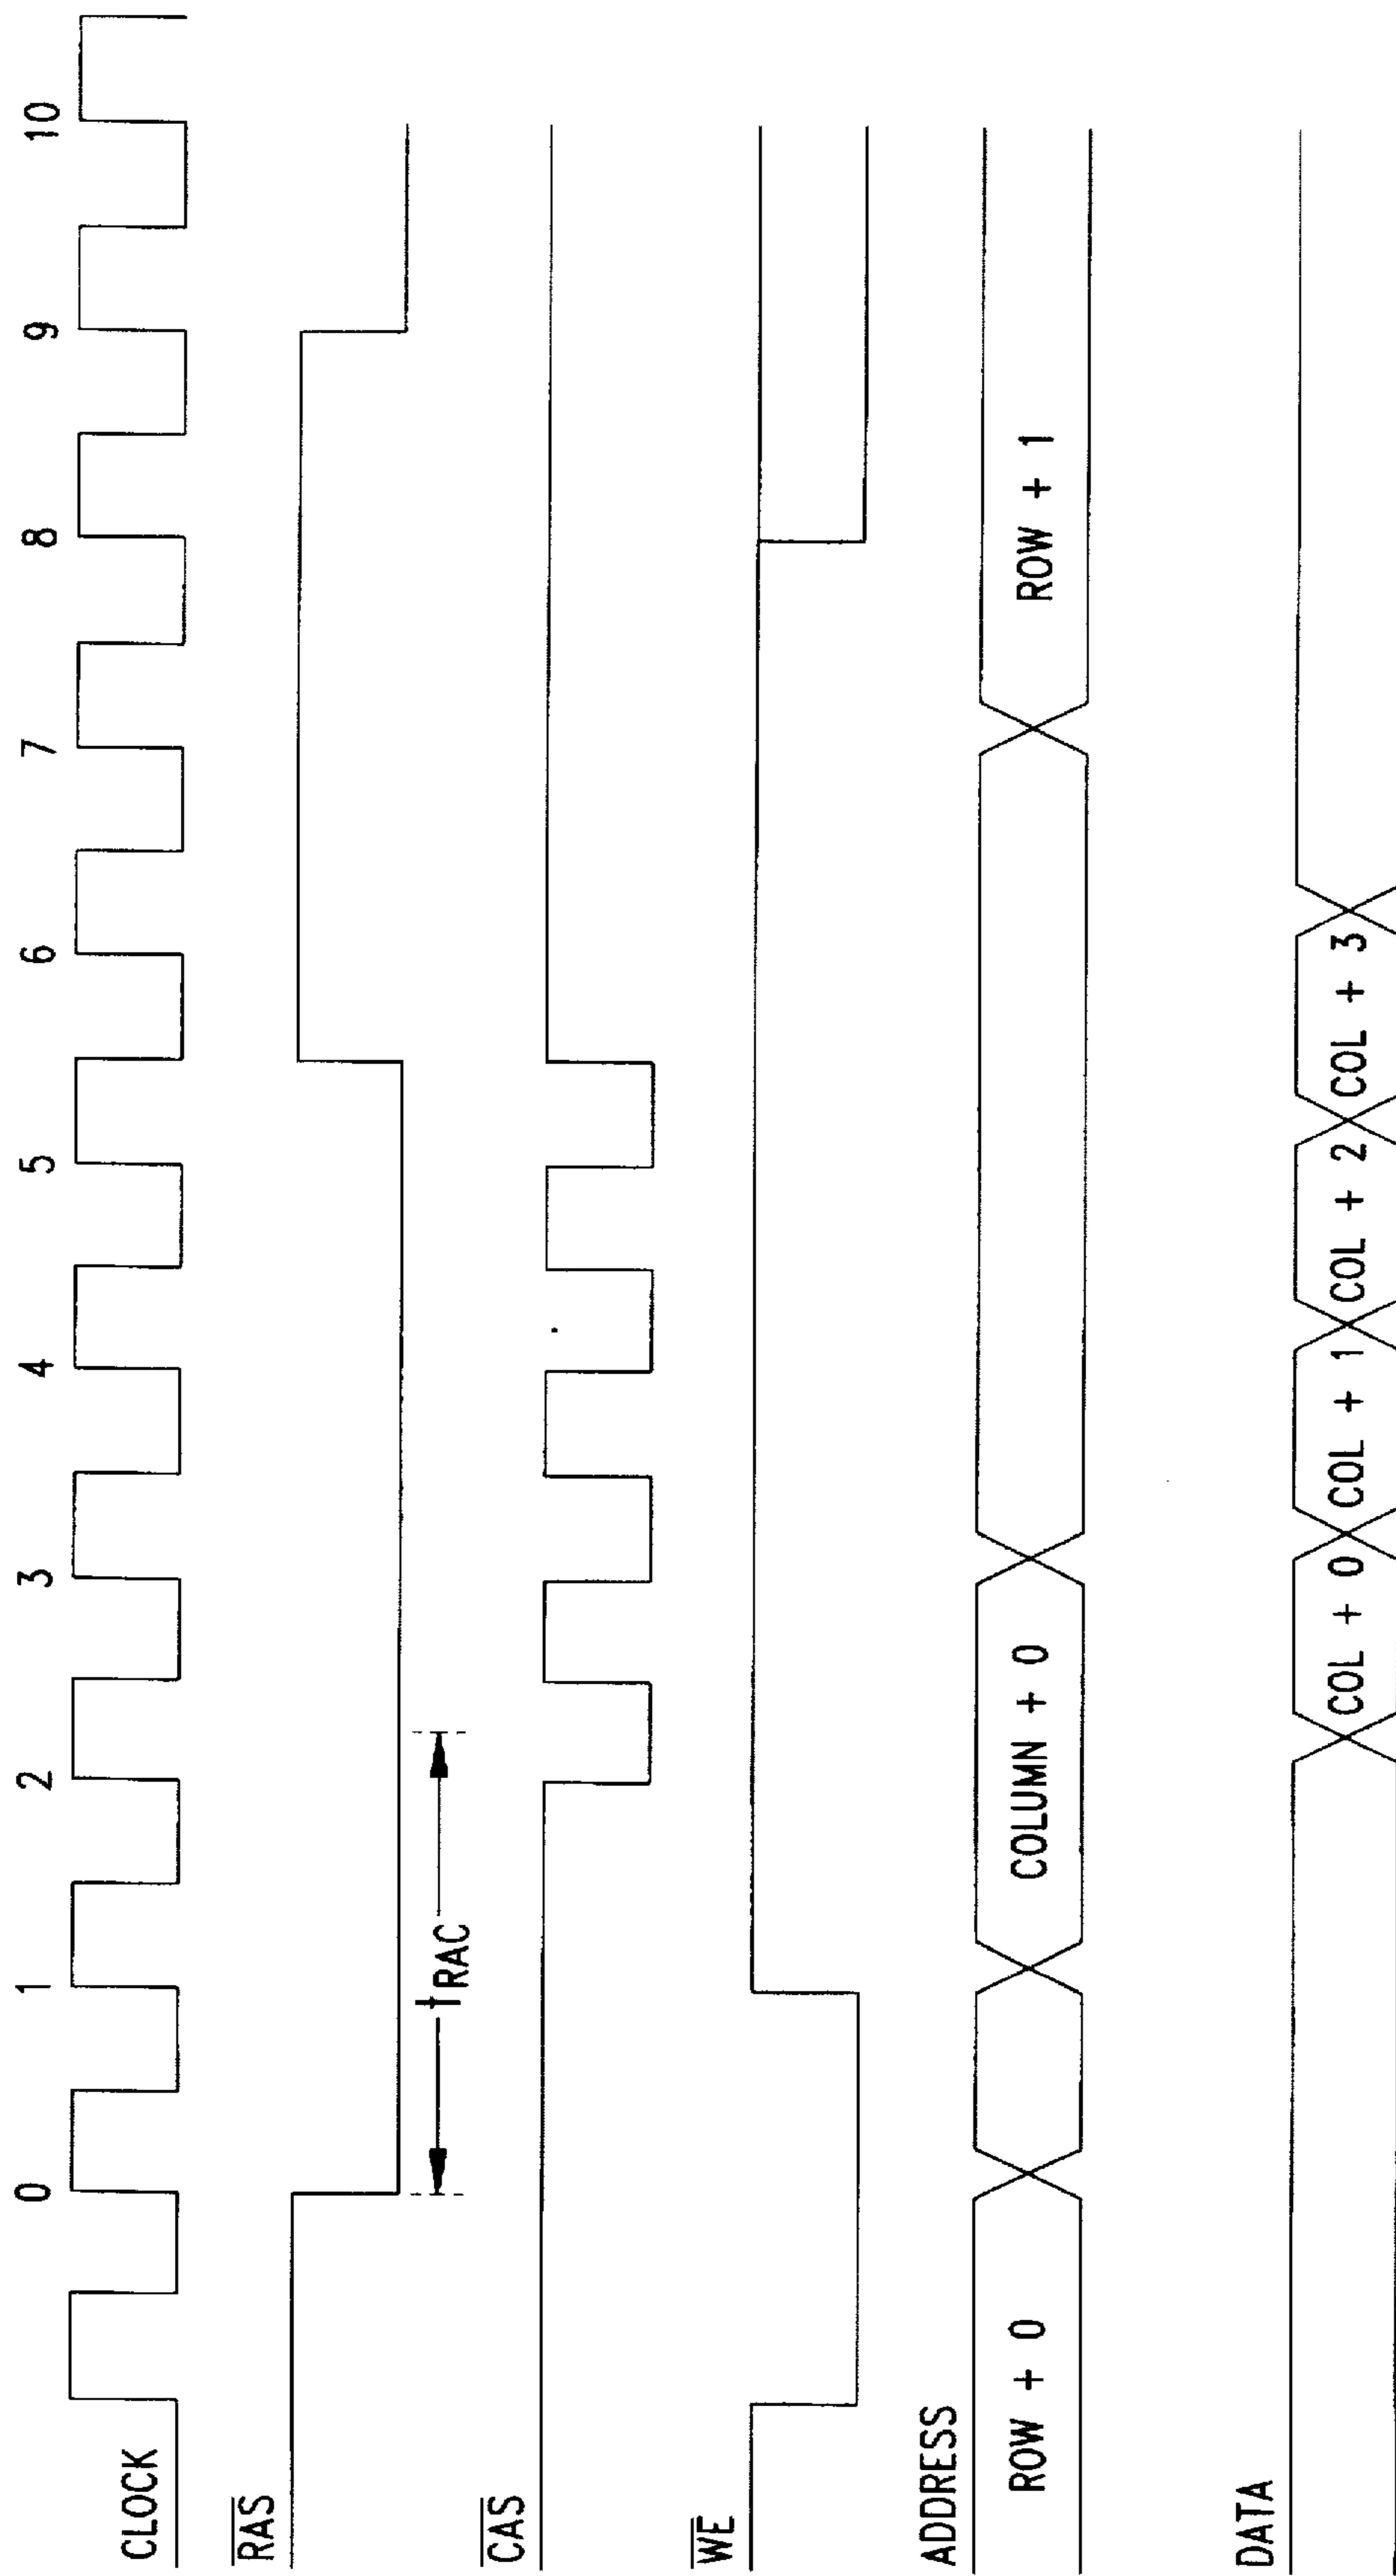 0 1 2 3 4 5 6 7 8 9 10
CLOCK
RAS
tRAC
CAS
WE
ADDRESS
ROW + 0 COLUMN + 0 ROW + 1
DATA
COL + 0 COL + 1 COL + 2 COL + 3